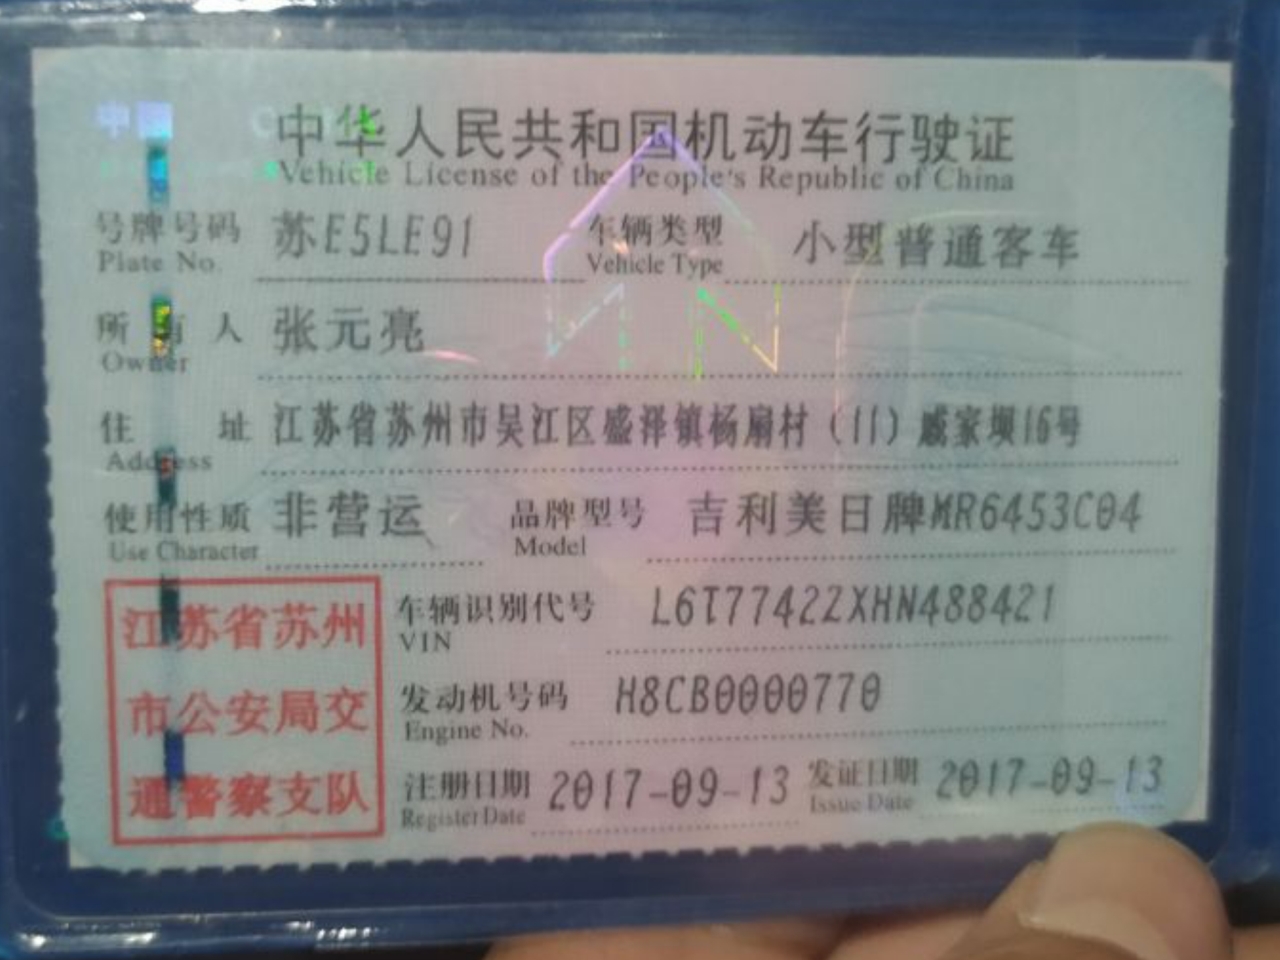 中华人民共和国机动车行驶证
Vehicle License of the People's Republic of China
号牌号码 苏E5LE91 车辆类型 小型普通客车
Plate No. Vehicle Type
所有人 张元亮
Owner
住址 江苏省苏州市吴江区盛泽镇杨扇村（11）戚家坝16号
Address
使用性质 非营运 品牌型号 吉利美日牌MR6453C04
Use Character Model
江苏省苏州 车辆识别代号 L6T7742ZXHN488421
VIN
市公安局交 发动机号码 H8CB0000770
Engine No.
通警察支队 注册日期 2017-09-13 发证日期 2017-09-13
Register Date Issue Date